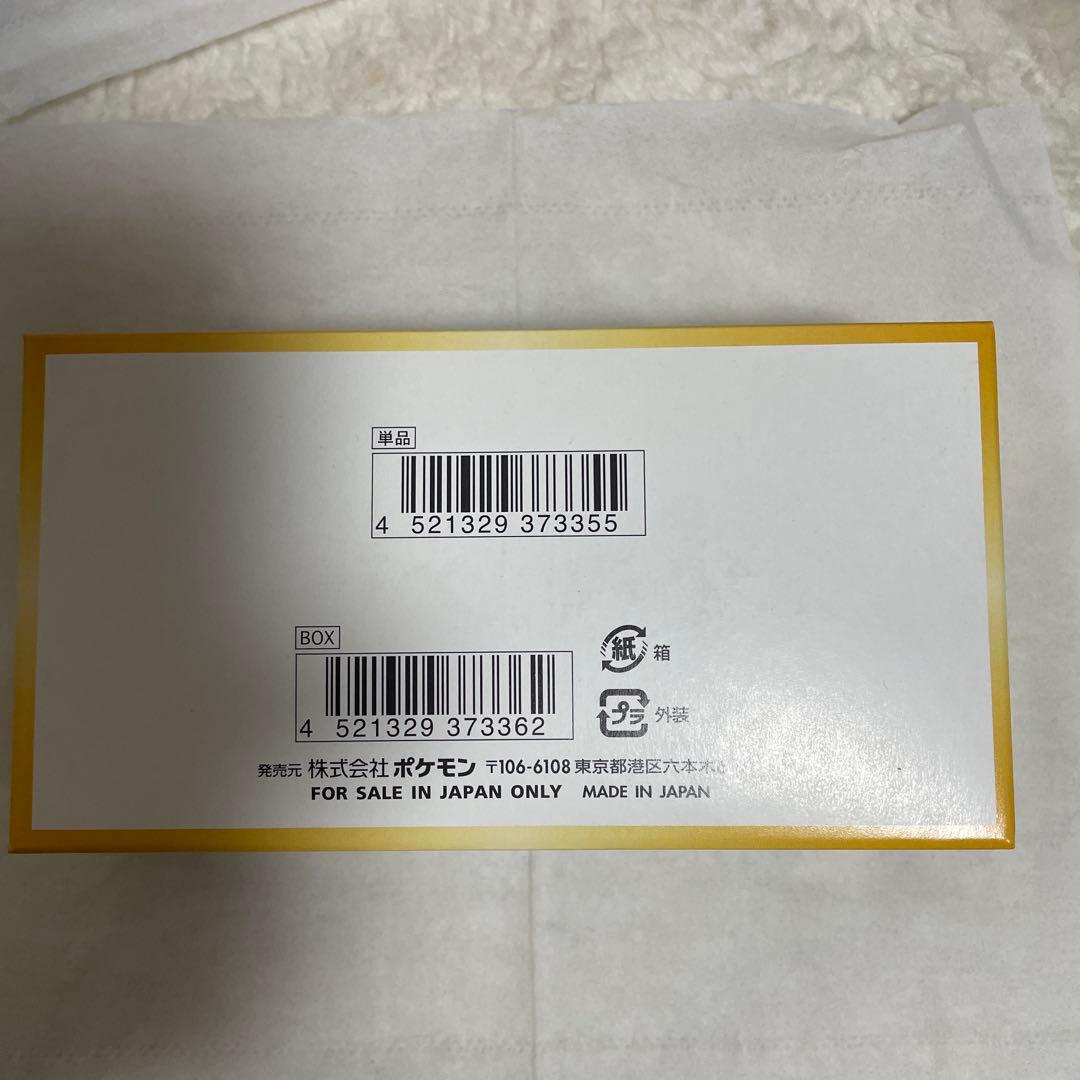 単品
4 521329 373355
BOX
4 521329 373362
紙 箱
プラ 外装
発売元 株式会社ポケモン 〒106-6108 東京都港区六本木
FOR SALE IN JAPAN ONLY MADE IN JAPAN